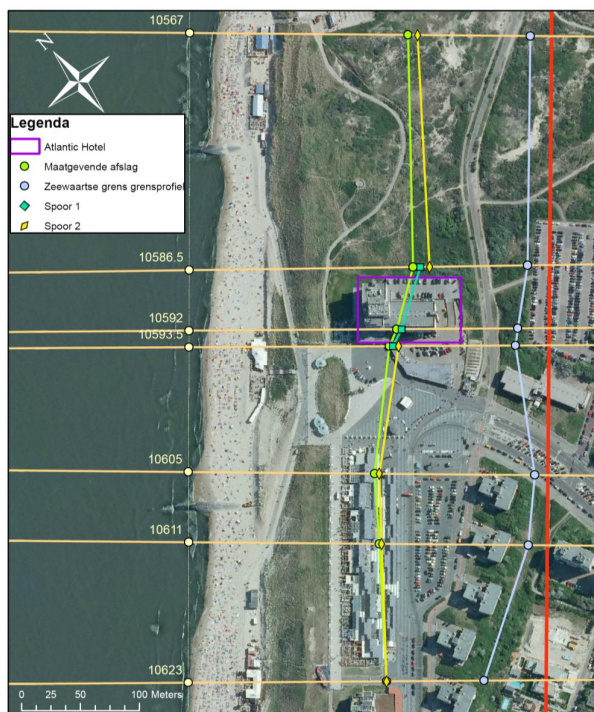 10567
N
Legenda
Atlantic Hotel
Maatgevende afslag
Zeewaartse grens grensprofiel
Spoor 1
Spoor 2
10586.5
10592
10593.5
10605
10611
10623
0 25 50 100 Meters